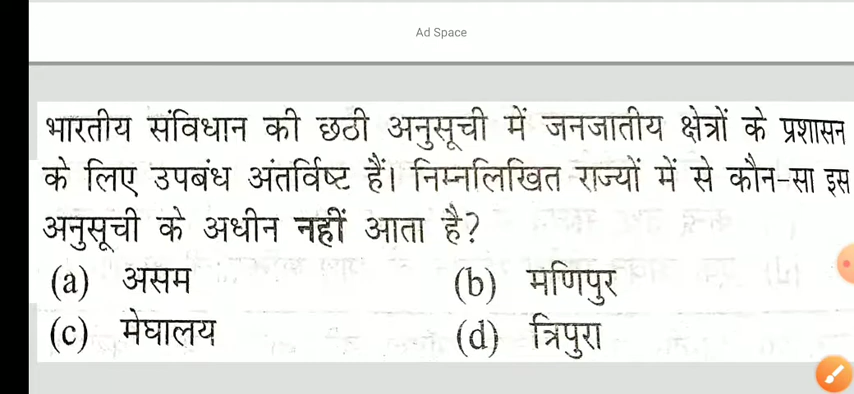 Ad Space
भारतीय संविधान की छठी अनुसूची में जनजातीय क्षेत्रों के प्रशासन
के लिए उपबंध अंतर्विष्ट हैं। निम्नलिखित राज्यों में से कौन-सा इस
अनुसूची के अधीन नहीं आता है?
(a) असम (b) मणिपुर
(c) मेघालय (d) त्रिपुरा